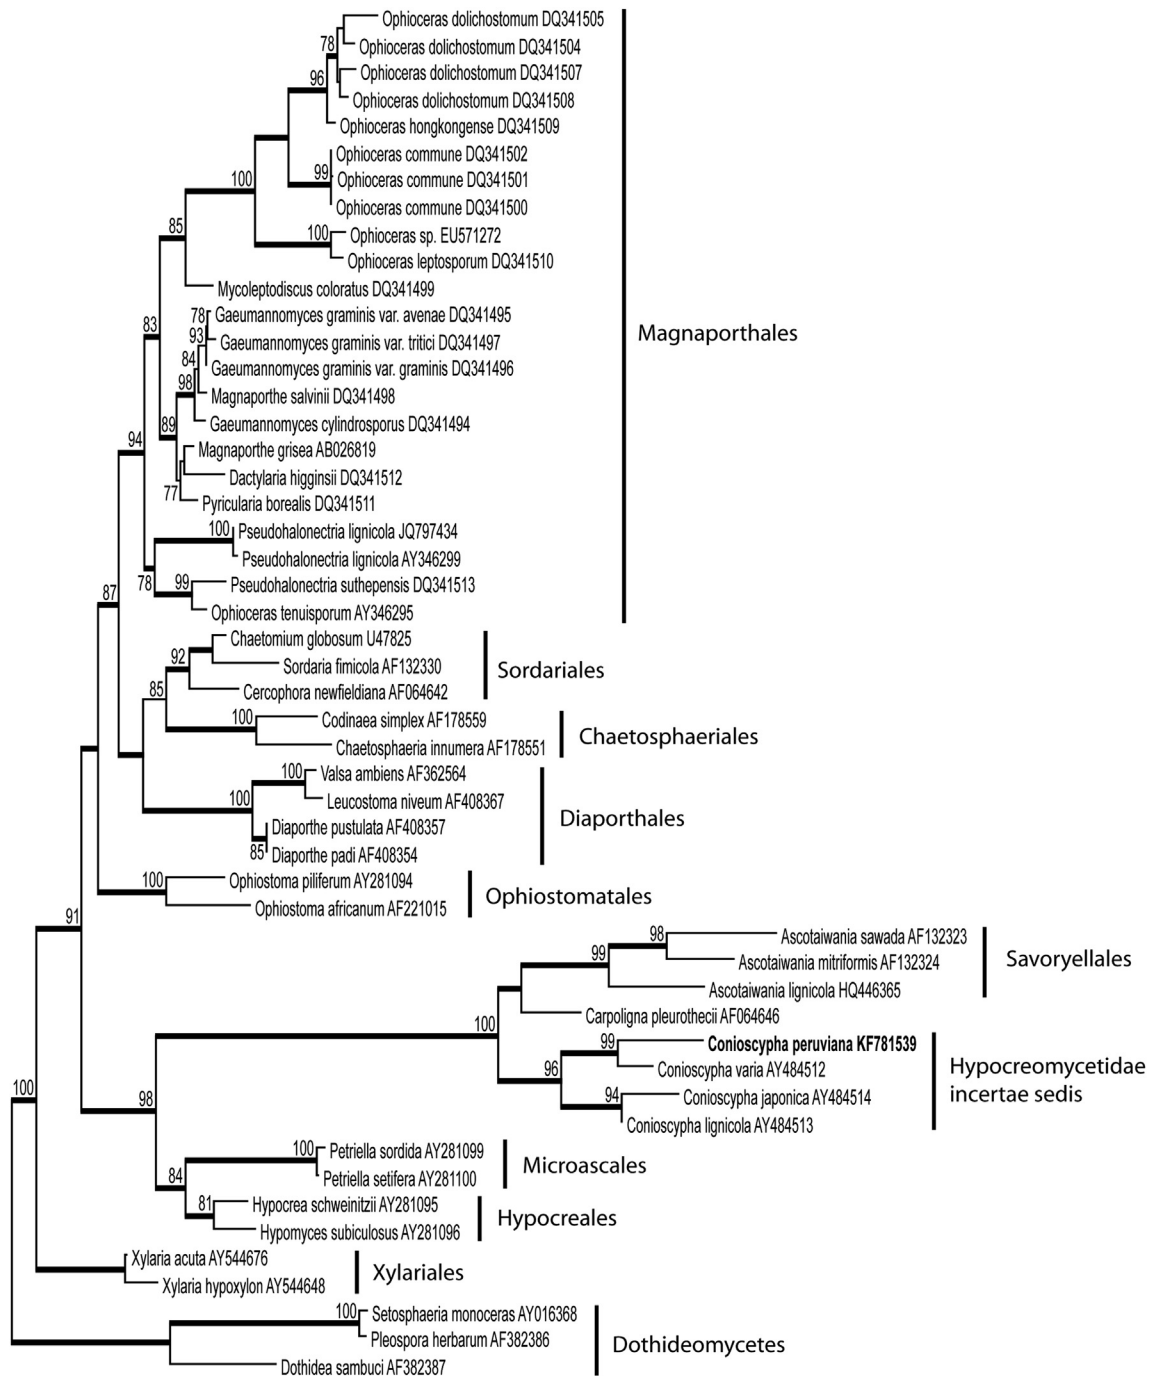 Ophioceras dolichostomum DQ341505
78
Ophioceras dolichostomum DQ341504
Ophioceras dolichostomum DQ341507
96
Ophioceras dolichostomum DQ341508
Ophioceras hongkongense DQ341509
Ophioceras commune DQ341502
99
Ophioceras commune DQ341501
100
Ophioceras commune DQ341500
85
100
Ophioceras sp. EU571272
Ophioceras leptosporum DQ341510
Mycoleptodiscus coloratus DQ341499
78
Gaeumannomyces graminis var. avenae DQ341495
83
93
Gaeumannomyces graminis var. tritici DQ341497
Magnaporthales
84
Gaeumannomyces graminis var. graminis DQ341496
98
Magnaporthe salvinii DQ341498
89
Gaeumannomyces cylindrosporus DQ341494
94
Magnaporthe grisea AB026819
Dactylaria higginsii DQ341512
77
Pyricularia borealis DQ341511
100
Pseudohalonectria lignicola JQ797434
Pseudohalonectria lignicola AY346299
78
99
Pseudohalonectria suthepensis DQ341513
87
Ophioceras tenuisporum AY346295
Chaetomium globosum U47825
92
Sordaria fimicola AF132330
Sordariales
85
Cercophora newfieldiana AF064642
100
Codinaea simplex AF178559
Chaetosphaeriales
Chaetosphaeria innumera AF178551
100
Valsa ambiens AF362564
100
Leucostoma niveum AF408367
Diaporthales
Diaporthe pustulata AF408357
85
Diaporthe padi AF408354
100
Ophiostoma piliferum AY281094
Ophiostomatales
Ophiostoma africanum AF221015
91
98
Ascotaiwania sawada AF132323
99
Ascotaiwania mitriformis AF132324
Savoryellales
Ascotaiwania lignicola HQ446365
Carpoligna pleurothecii AF064646
100
99
Conioscypha peruviana KF781539
96
Conioscypha varia AY484512
Hypocreomycetidae
incertae sedis
94
Conioscypha japonica AY484514
Conioscypha lignicola AY484513
100
98
100
Petriella sordida AY281099
Microascales
84
Petriella setifera AY281100
81
Hypocrea schweinitzii AY281095
Hypocreales
Hypomyces subiculosus AY281096
Xylaria acuta AY544676
Xylariales
Xylaria hypoxylon AY544648
100
Setosphaeria monoceras AY016368
Pleospora herbarum AF382386
Dothideomycetes
Dothidea sambuci AF382387